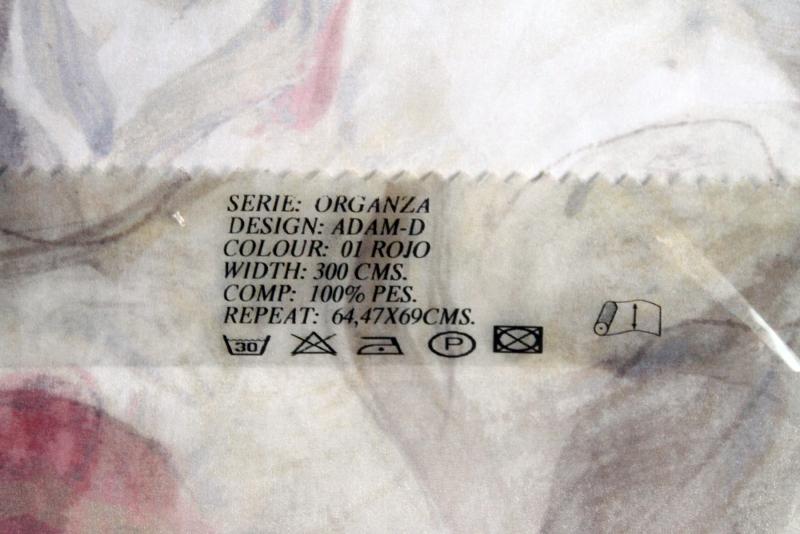 SERIE: ORGANZA
DESIGN: ADAM-D
COLOUR: 01 ROJO
WIDTH: 300 CMS.
COMP: 100% PES.
REPEAT: 64,47X69CMS.
30 P